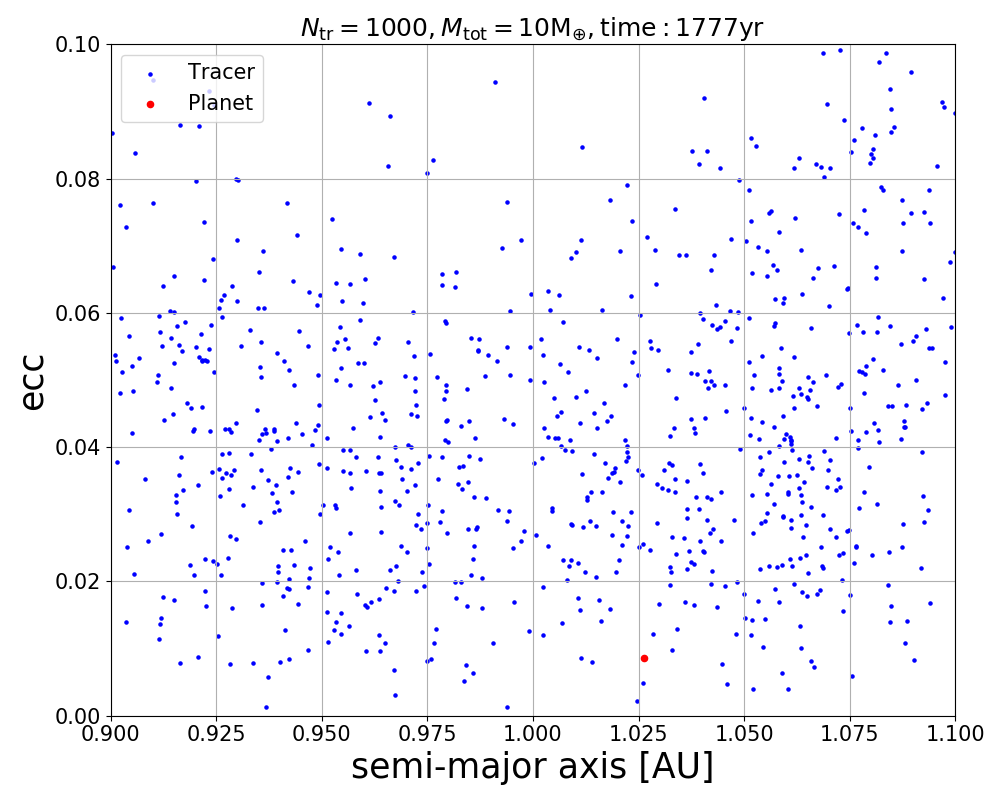 N_tr = 1000, M_tot = 10M_⊕, time : 1777yr
Tracer
Planet
0.10
0.08
0.06
0.04
0.02
0.00
ecc
0.900 0.925 0.950 0.975 1.000 1.025 1.050 1.075 1.100
semi-major axis [AU]